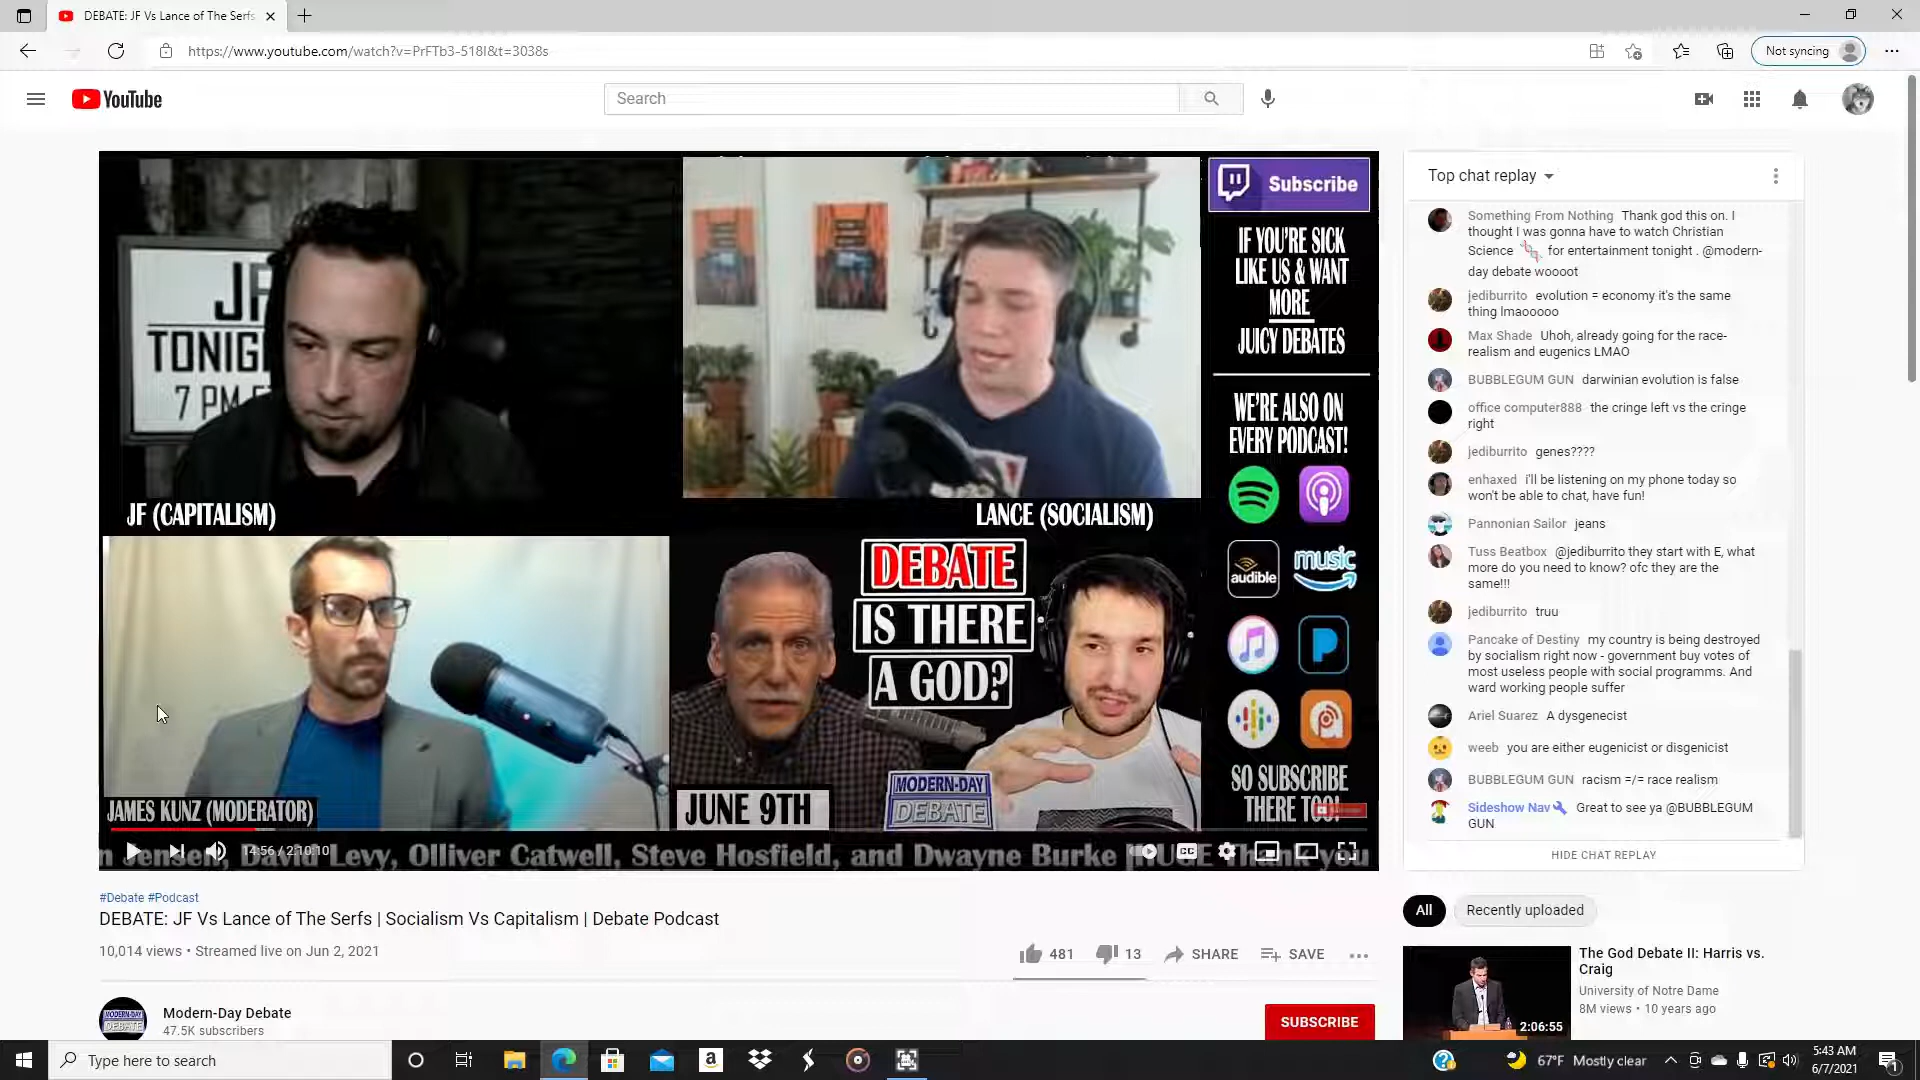 DEBATE: JF Vs Lance of The Serfs
https://www.youtube.com/watch?v=PrFTb3-518I&t=3038s
Not syncing
YouTube
Search
JF
TONIG
7 PM E
Subscribe
IF YOU'RE SICK
LIKE US & WANT
MORE
JUICY DEBATES
WE'RE ALSO ON
EVERY PODCAST!
JF (CAPITALISM)
LANCE (SOCIALISM)
audible
music
DEBATE
IS THERE
A GOD?
MODERN-DAY
DEBATE
JUNE 9TH
JAMES KUNZ (MODERATOR)
SO SUBSCRIBE
THERE TOO!
14:56 / 2:10:10
n Jensen, Levy, Olliver Catwell, Steve Hosfield, and Dwayne Burke HUGE Thank you
CC
#Debate #Podcast
DEBATE: JF Vs Lance of The Serfs | Socialism Vs Capitalism | Debate Podcast
10,014 views • Streamed live on Jun 2, 2021
481
13
SHARE
SAVE
MODERN-DAY
DEBATE
Modern-Day Debate
47.5K subscribers
SUBSCRIBE
Top chat replay
Something From Nothing Thank god this on. I
thought I was gonna have to watch Christian
Science for entertainment tonight . @modern-
day debate woooot
jediburrito evolution = economy it's the same
thing lmaooooo
Max Shade Uhoh, already going for the race-
realism and eugenics LMAO
BUBBLEGUM GUN darwinian evolution is false
office computer888 the cringe left vs the cringe
right
jediburrito genes????
enhaxed i'll be listening on my phone today so
won't be able to chat, have fun!
Pannonian Sailor jeans
Tuss Beatbox @jediburrito they start with E, what
more do you need to know? ofc they are the
same!!!
jediburrito truu
Pancake of Destiny my country is being destroyed
by socialism right now - government buy votes of
most useless people with social programms. And
ward working people suffer
Ariel Suarez A dysgenecist
weeb you are either eugenicist or disgenicist
BUBBLEGUM GUN racism =/= race realism
Sideshow Nav Great to see ya @BUBBLEGUM
GUN
HIDE CHAT REPLAY
All
Recently uploaded
The God Debate II: Harris vs.
Craig
University of Notre Dame
8M views • 10 years ago
2:06:55
Type here to search
67°F Mostly clear
5:43 AM
6/7/2021
1